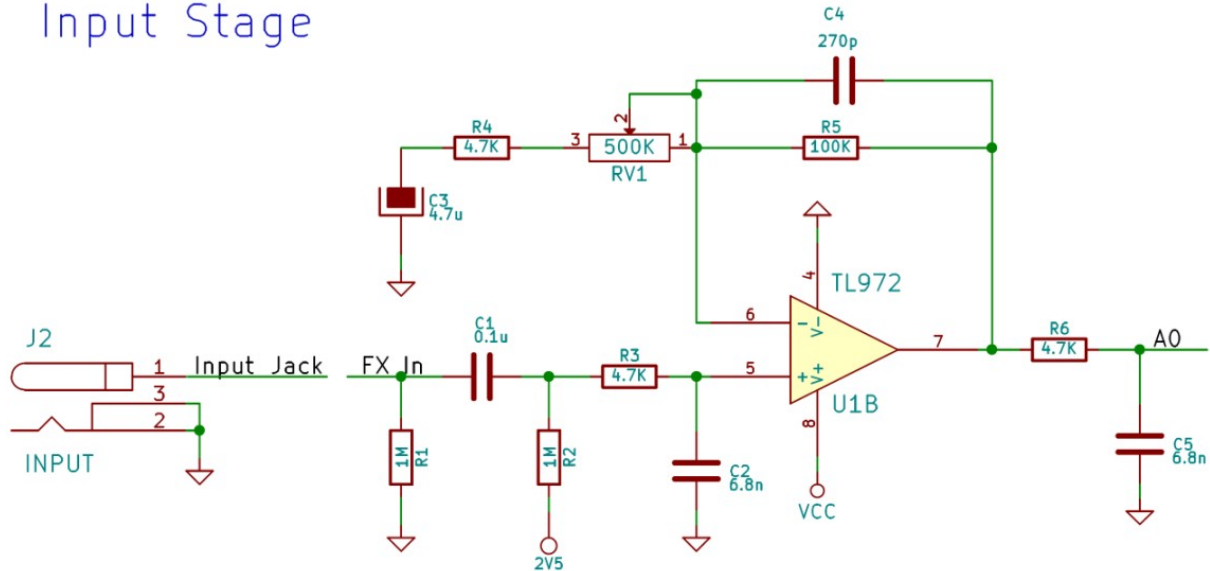 Input Stage
C4
270p
R4
4.7K
3
2
500K
1
RV1
R5
100K
C3
4.7u
4
TL972
6
-
V-
7
R6
4.7K
A0
5
+
V+
U1B
8
VCC
C5
6.8n
J2
1
Input Jack
3
2
INPUT
FX In
C1
0.1u
R3
4.7K
1M
R1
1M
R2
2V5
C2
6.8n